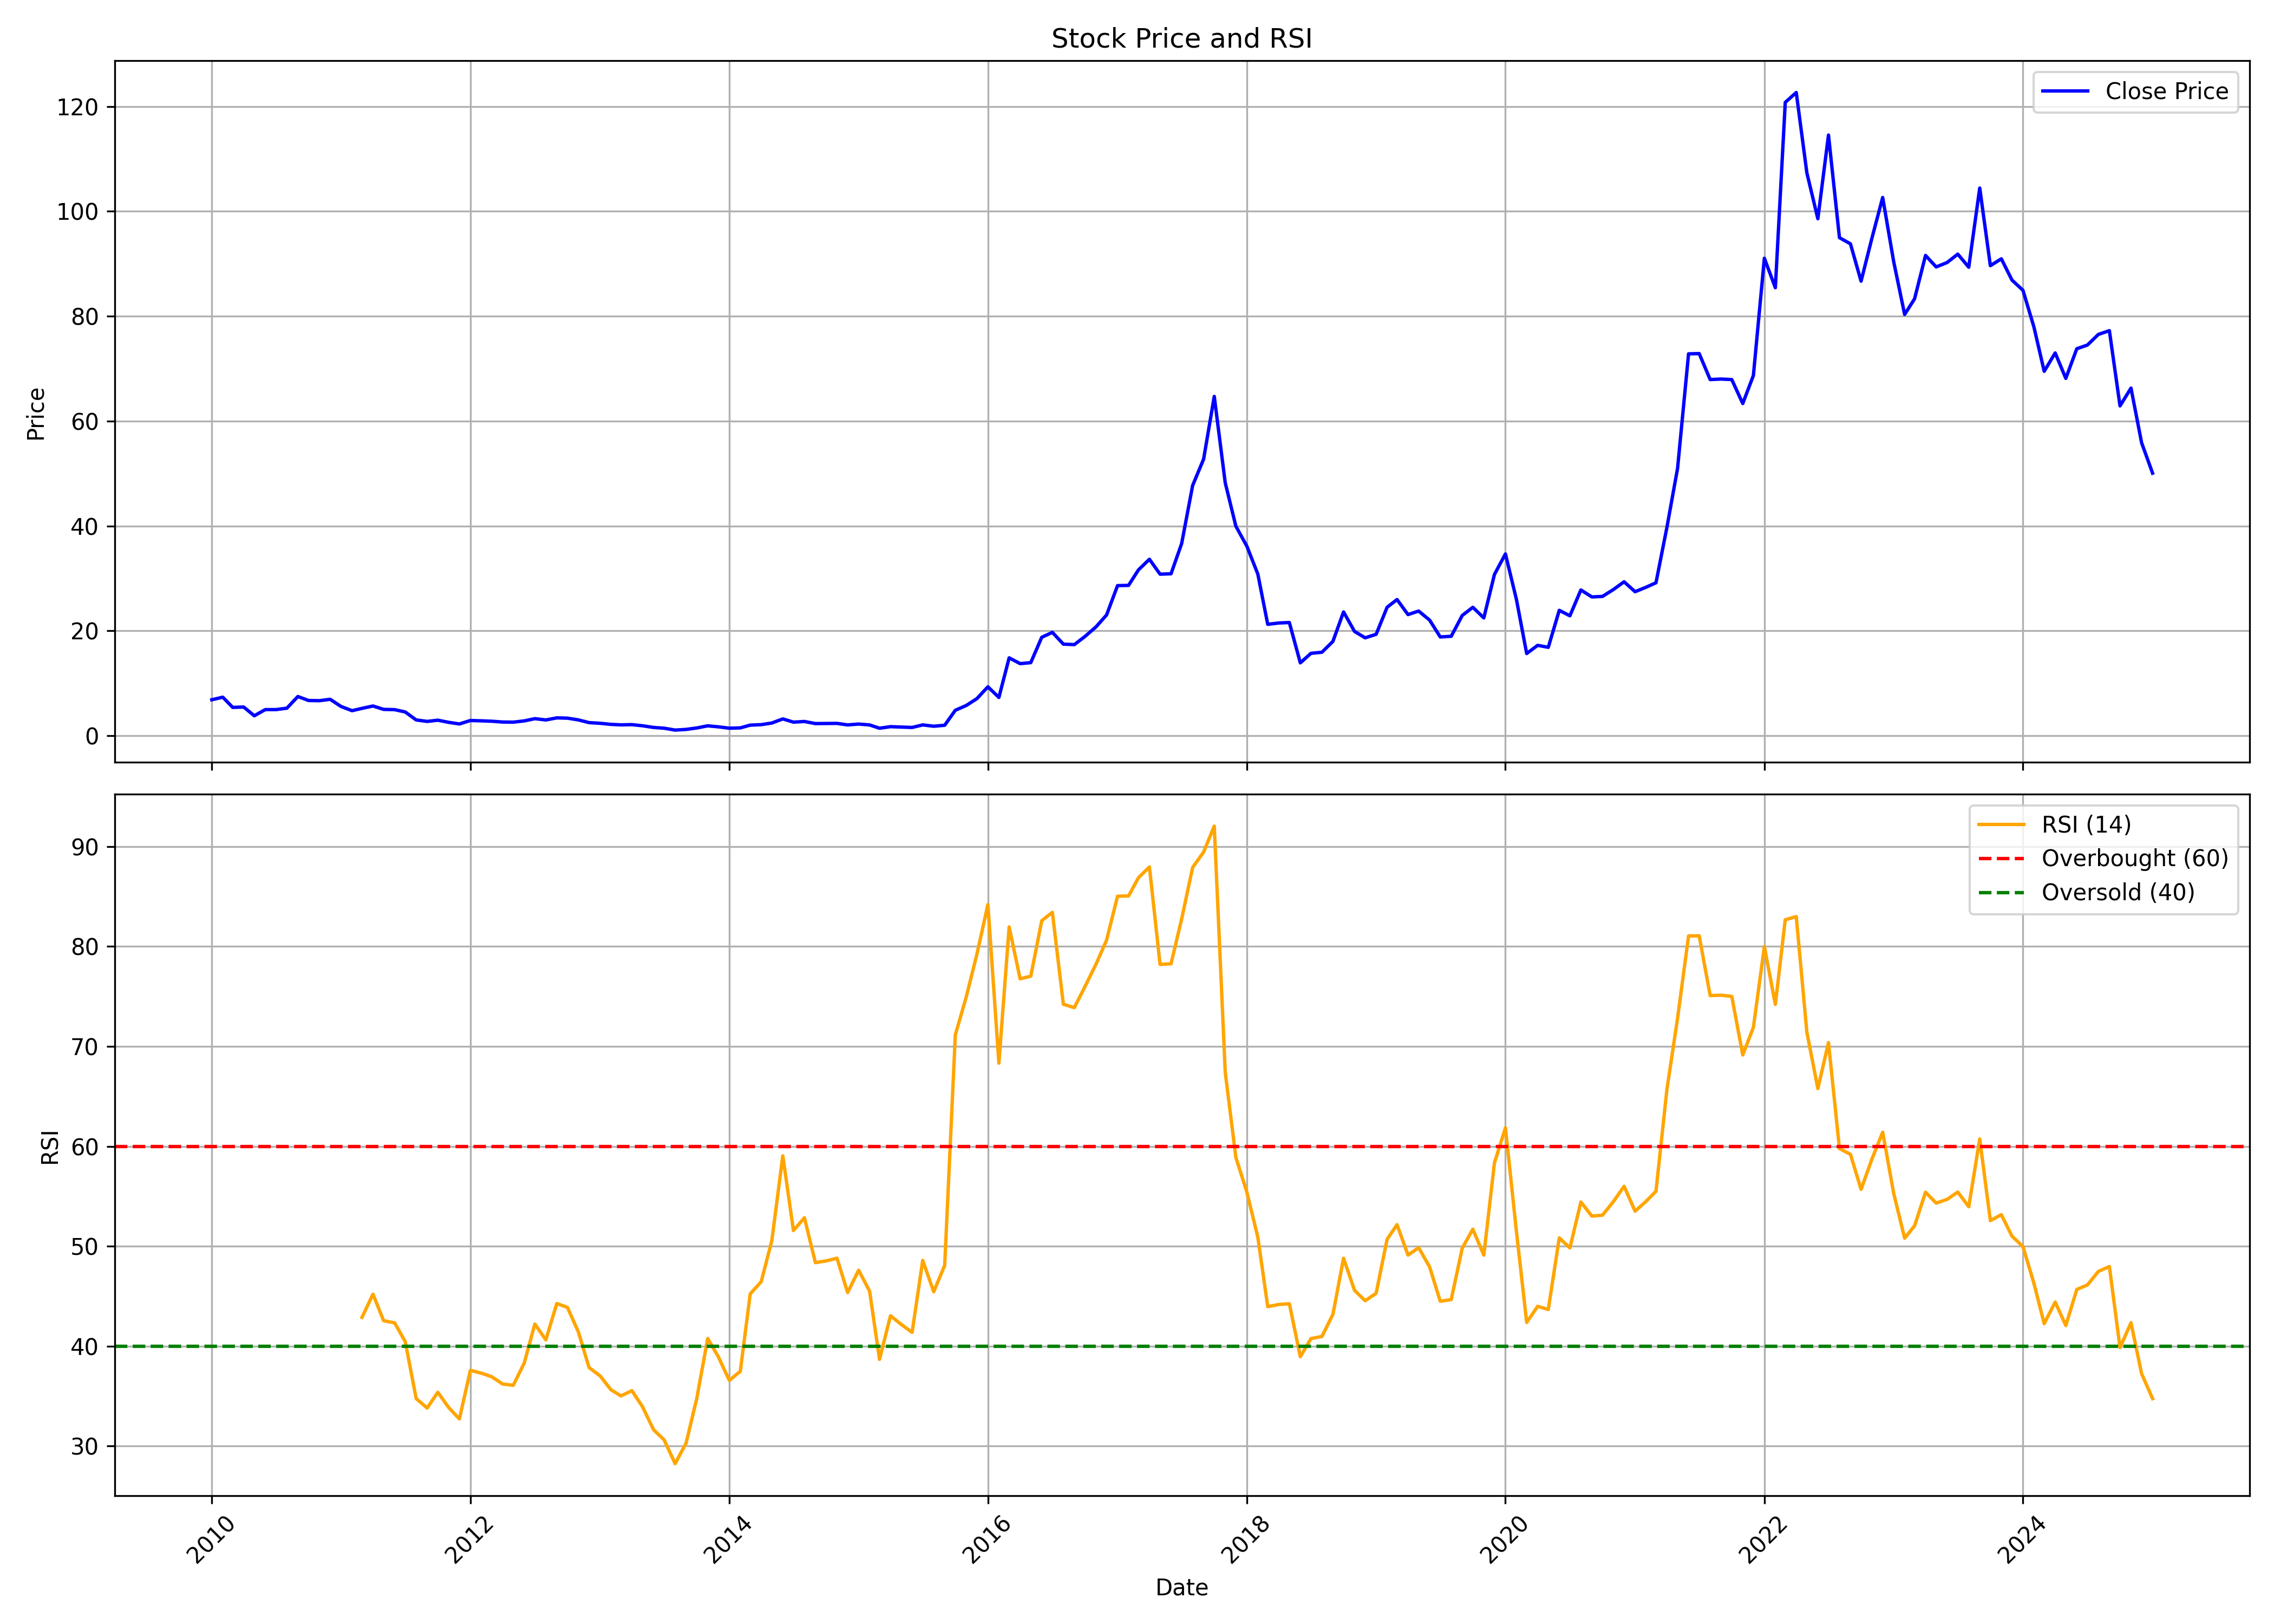 Stock Price and RSI
Close Price
120
100
80
60
40
20
0
Price
RSI (14)
Overbought (60)
Oversold (40)
90
80
70
60
50
40
30
RSI
2010
2012
2014
2016
2018
2020
2022
2024
Date